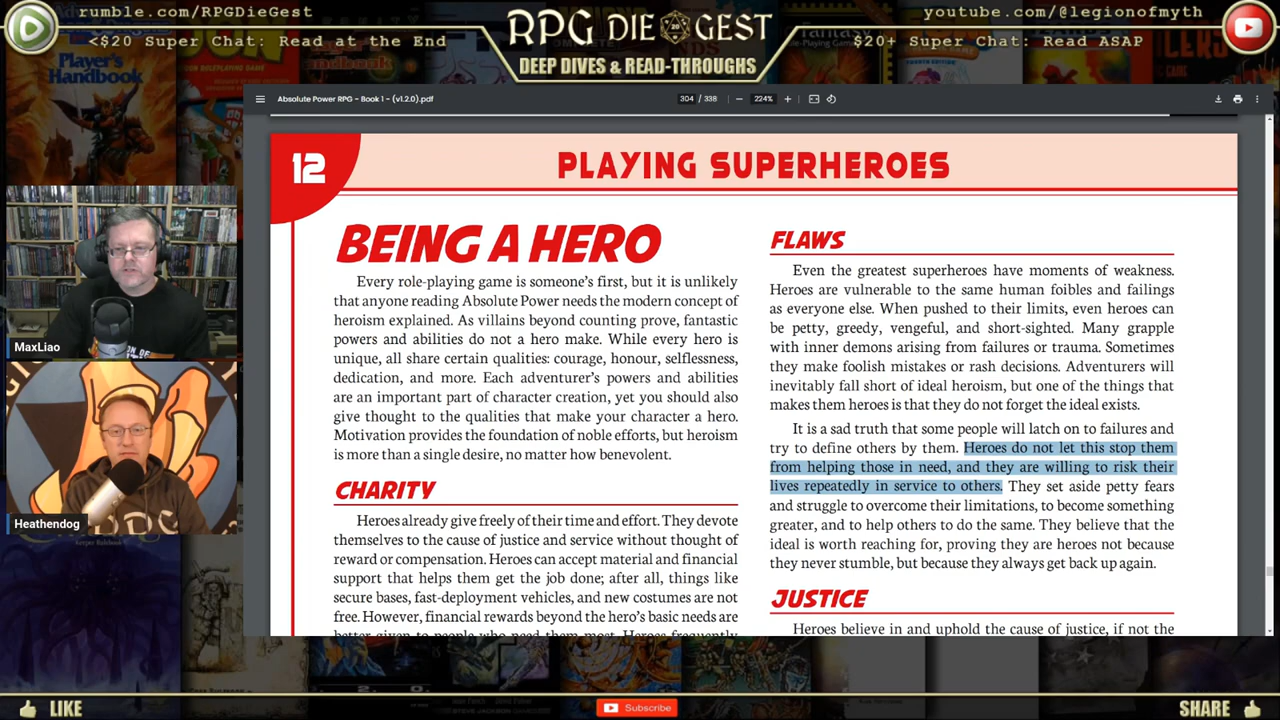 rumble.com/RPGDieGest
<$20 Super Chat: Read at the End
RPG DIE GEST
DEEP DIVES & READ-THROUGHS
youtube.com/@legionofmyth
$20+ Super Chat: Read ASAP
Player's
Handbook
Absolute Power RPG – Book 1 – (v1.2.0).pdf
304 / 338
224%
12
PLAYING SUPERHEROES
BEING A HERO
Every role-playing game is someone's first, but it is unlikely
that anyone reading Absolute Power needs the modern concept of
heroism explained. As villains beyond counting prove, fantastic
powers and abilities do not a hero make. While every hero is
unique, all share certain qualities: courage, honour, selflessness,
dedication, and more. Each adventurer's powers and abilities
are an important part of character creation, yet you should also
give thought to the qualities that make your character a hero.
Motivation provides the foundation of noble efforts, but heroism
is more than a single desire, no matter how benevolent.
CHARITY
Heroes already give freely of their time and effort. They devote
themselves to the cause of justice and service without thought of
reward or compensation. Heroes can accept material and financial
support that helps them get the job done; after all, things like
secure bases, fast-deployment vehicles, and new costumes are not
free. However, financial rewards beyond the hero's basic needs are
better given to people who need them most. Heroes frequently
FLAWS
Even the greatest superheroes have moments of weakness.
Heroes are vulnerable to the same human foibles and failings
as everyone else. When pushed to their limits, even heroes can
be petty, greedy, vengeful, and short-sighted. Many grapple
with inner demons arising from failures or trauma. Sometimes
they make foolish mistakes or rash decisions. Adventurers will
inevitably fall short of ideal heroism, but one of the things that
makes them heroes is that they do not forget the ideal exists.
It is a sad truth that some people will latch on to failures and
try to define others by them. Heroes do not let this stop them
from helping those in need, and they are willing to risk their
lives repeatedly in service to others. They set aside petty fears
and struggle to overcome their limitations, to become something
greater, and to help others to do the same. They believe that the
ideal is worth reaching for, proving they are heroes not because
they never stumble, but because they always get back up again.
JUSTICE
Heroes believe in and uphold the cause of justice, if not the
MaxLiao
Heathendog
LIKE
Subscribe
SHARE